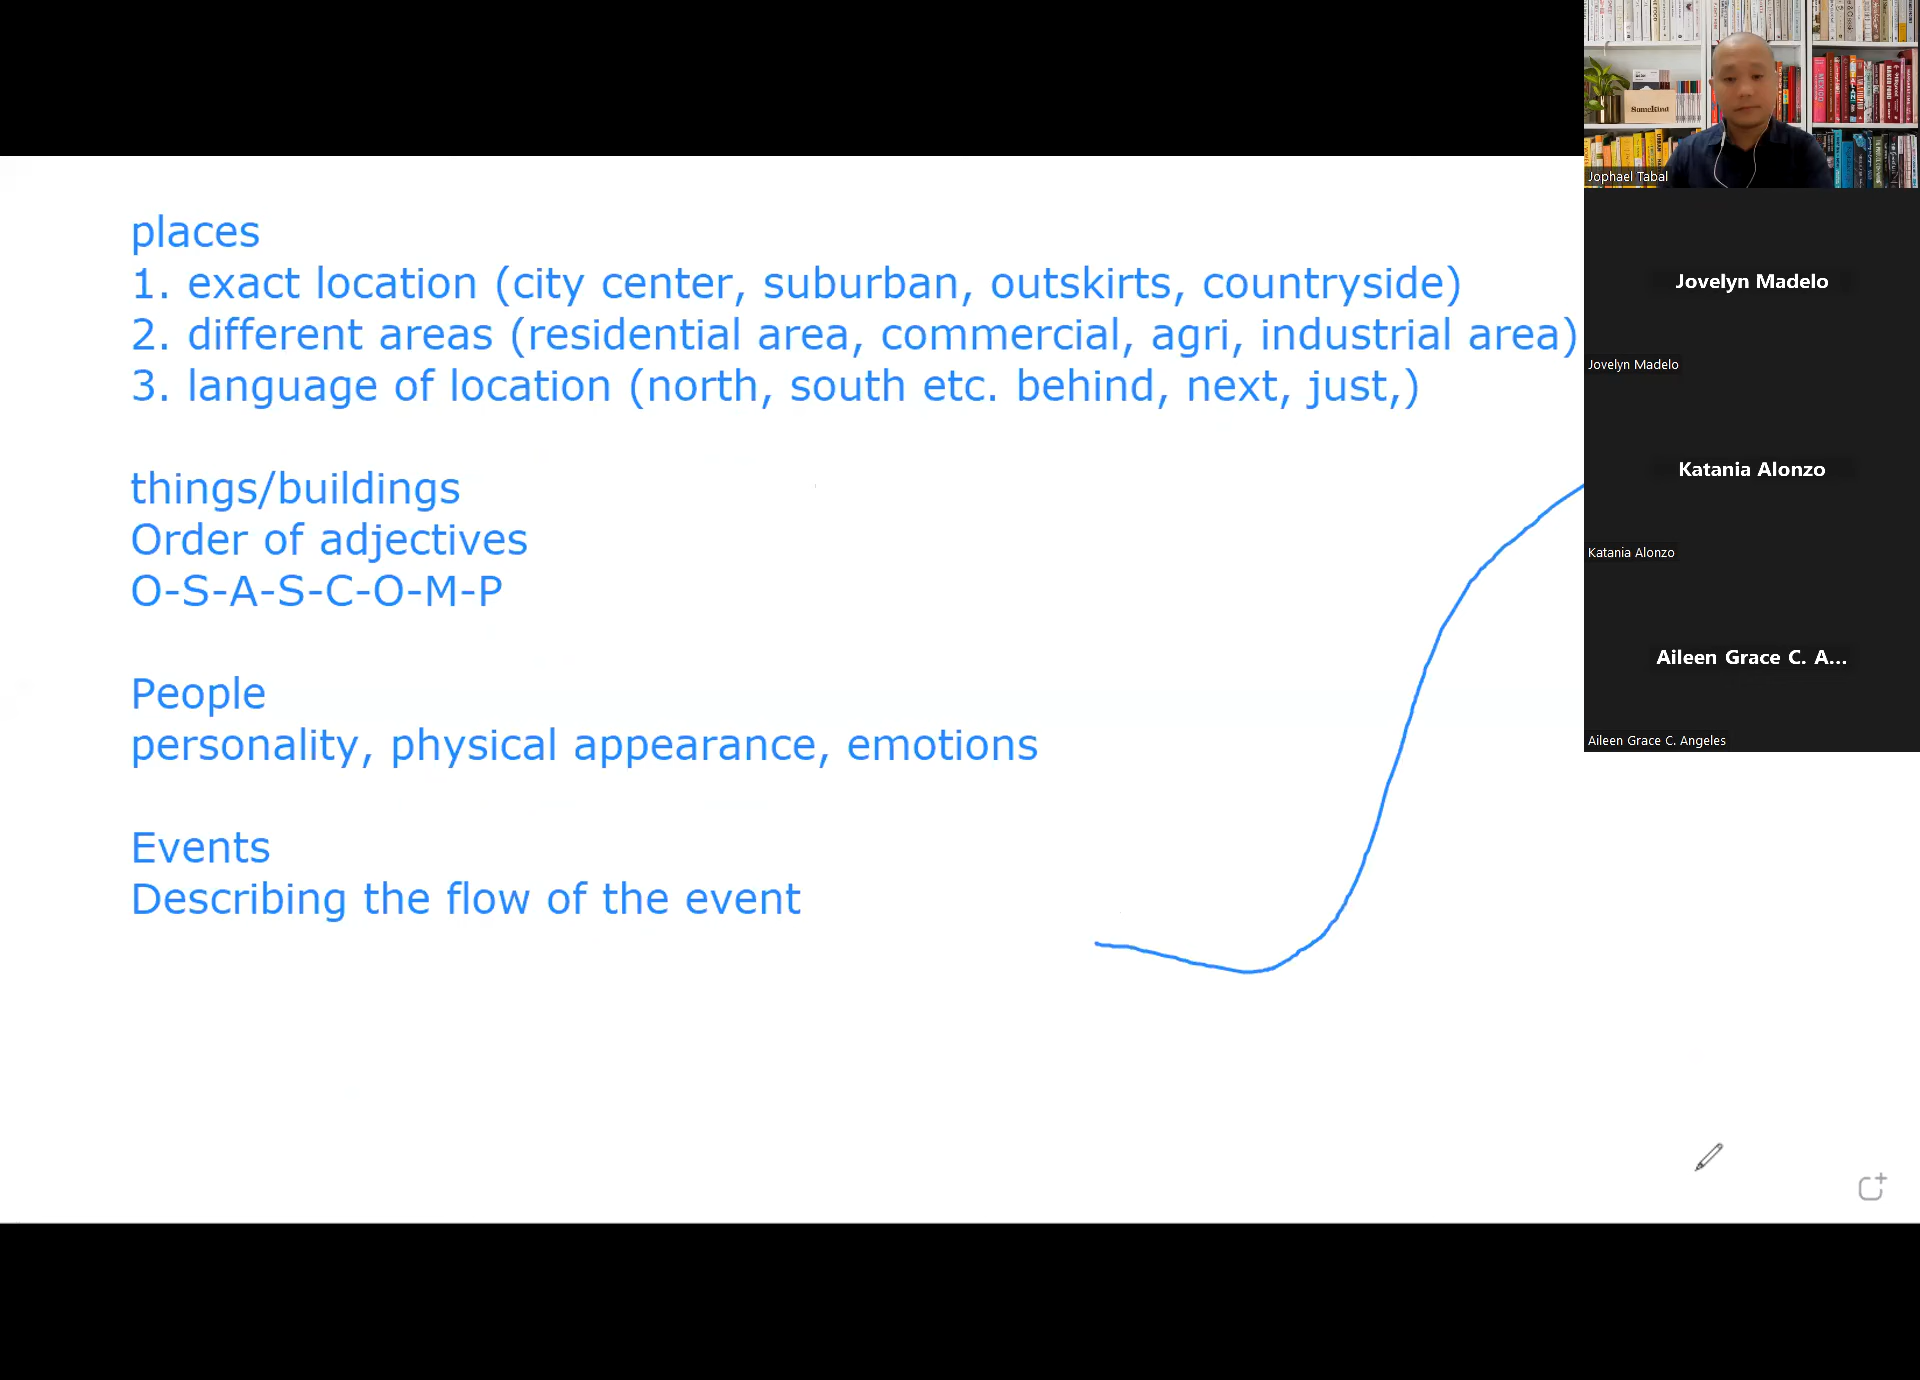 places
1. exact location (city center, suburban, outskirts, countryside)
2. different areas (residential area, commercial, agri, industrial area)
3. language of location (north, south etc. behind, next, just,)
things/buildings
Order of adjectives
O-S-A-S-C-O-M-P
People
personality, physical appearance, emotions
Events
Describing the flow of the event
Jophael Tabal
Jovelyn Madelo
Jovelyn Madelo
Katania Alonzo
Katania Alonzo
Aileen Grace C. A...
Aileen Grace C. Angeles